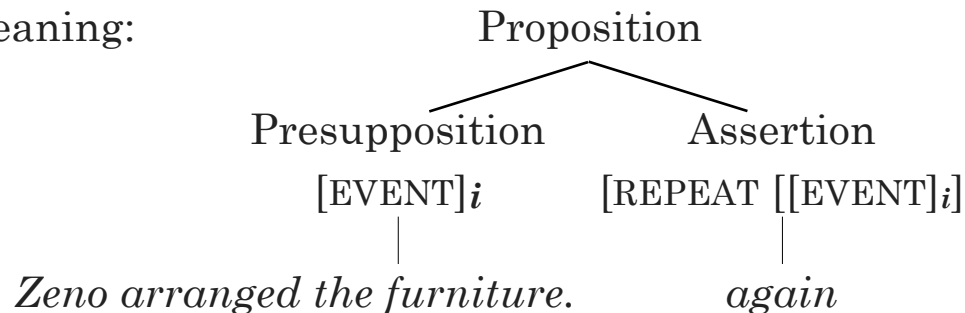 eaning: Proposition
Presupposition Assertion
[EVENT]i [REPEAT [[EVENT]i]
Zeno arranged the furniture. again